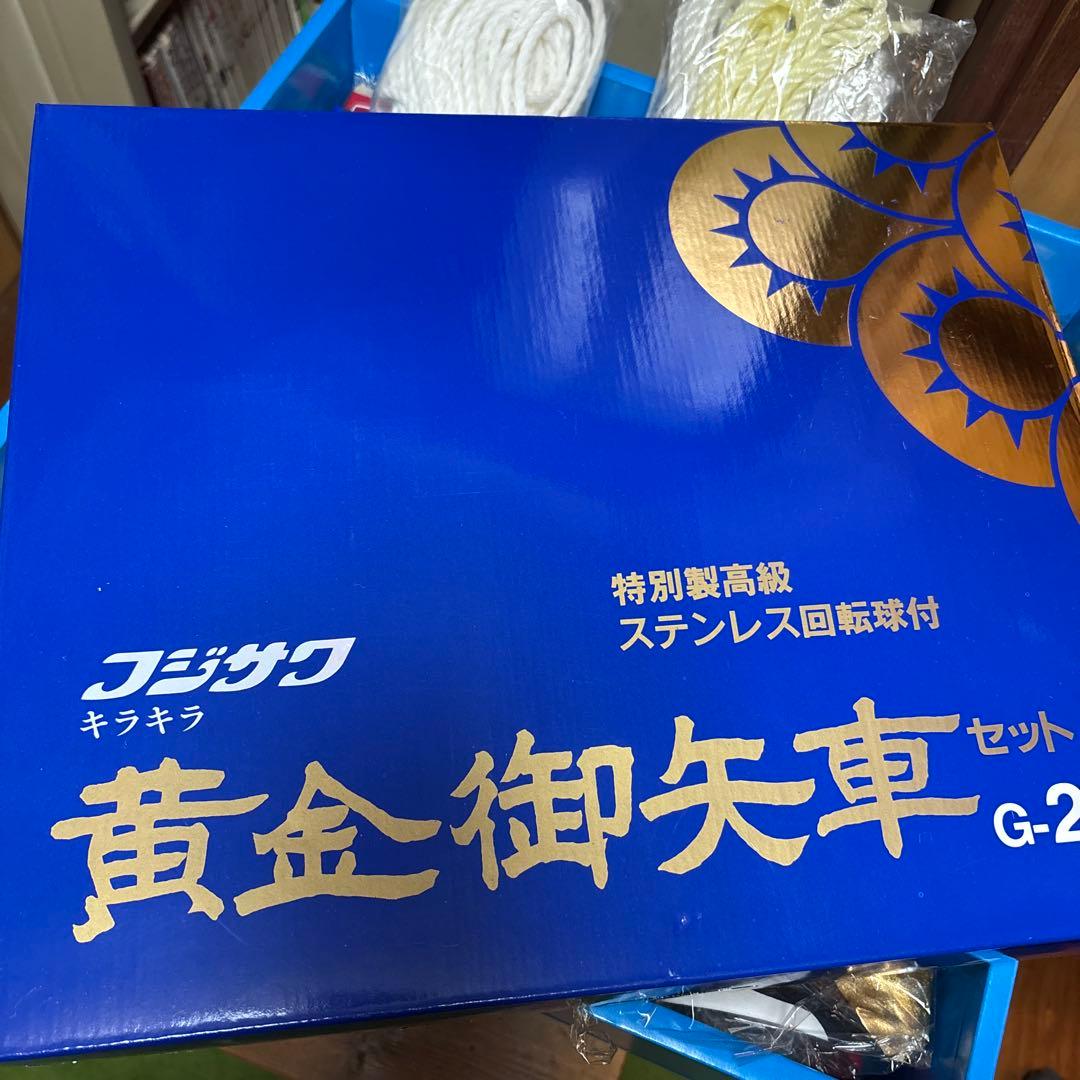 特別製高級
ステンレス回転球付
フジサワ
キラキラ
黄金御矢車セット
G-2